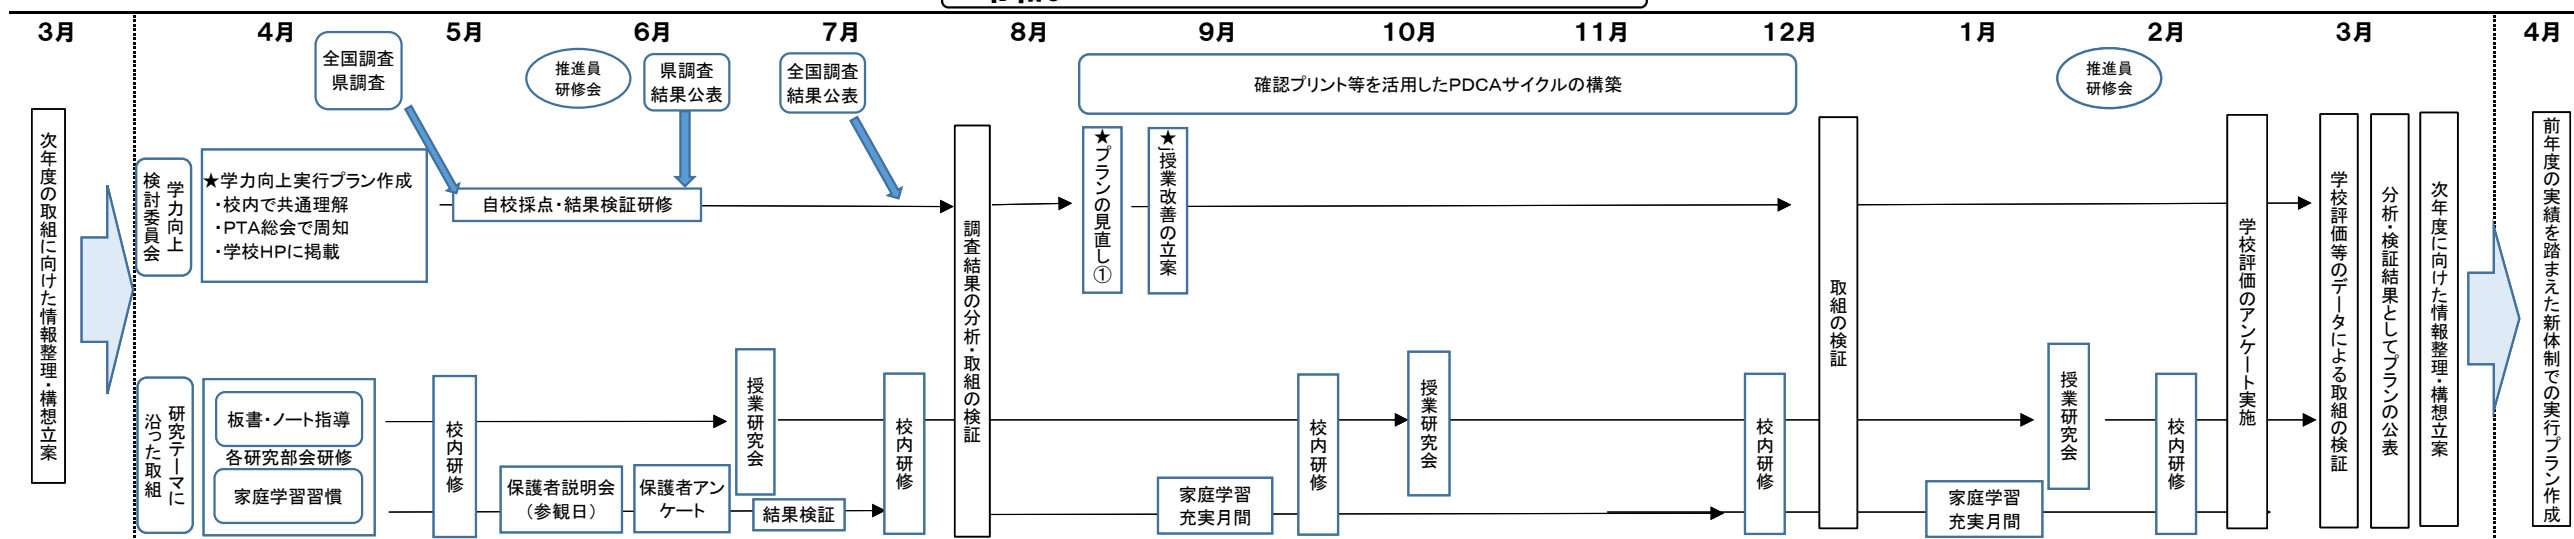 3月
4月
5月
6月
7月
8月
9月
10月
11月
12月
1月
2月
3月
4月
全国調査
県調査
推進員
研修会
県調査
結果公表
全国調査
結果公表
確認プリント等を活用したPDCAサイクルの構築
推進員
研修会
次年度の取組に向けた情報整理・構想立案
学力向上
検討委員会
★学力向上実行プラン作成
・校内で共通理解
・PTA総会で周知
・学校HPに掲載
自校採点・結果検証研修
調査結果の分析・取組の検証
★プランの見直し①
★j授業改善の立案
取組の検証
学校評価のアンケート実施
学校評価等のデータによる取組の検証
分析・検証結果としてプランの公表
次年度に向けた情報整理・構想立案
前年度の実績を踏まえた新体制での実行プラン作成
研究テーマに
沿った取組
板書・ノート指導
各研究部会研修
家庭学習習慣
校内研修
保護者説明会
（参観日）
保護者アン
ケート
授業研究会
結果検証
校内研修
家庭学習
充実月間
校内研修
授業研究会
校内研修
家庭学習
充実月間
授業研究会
校内研修